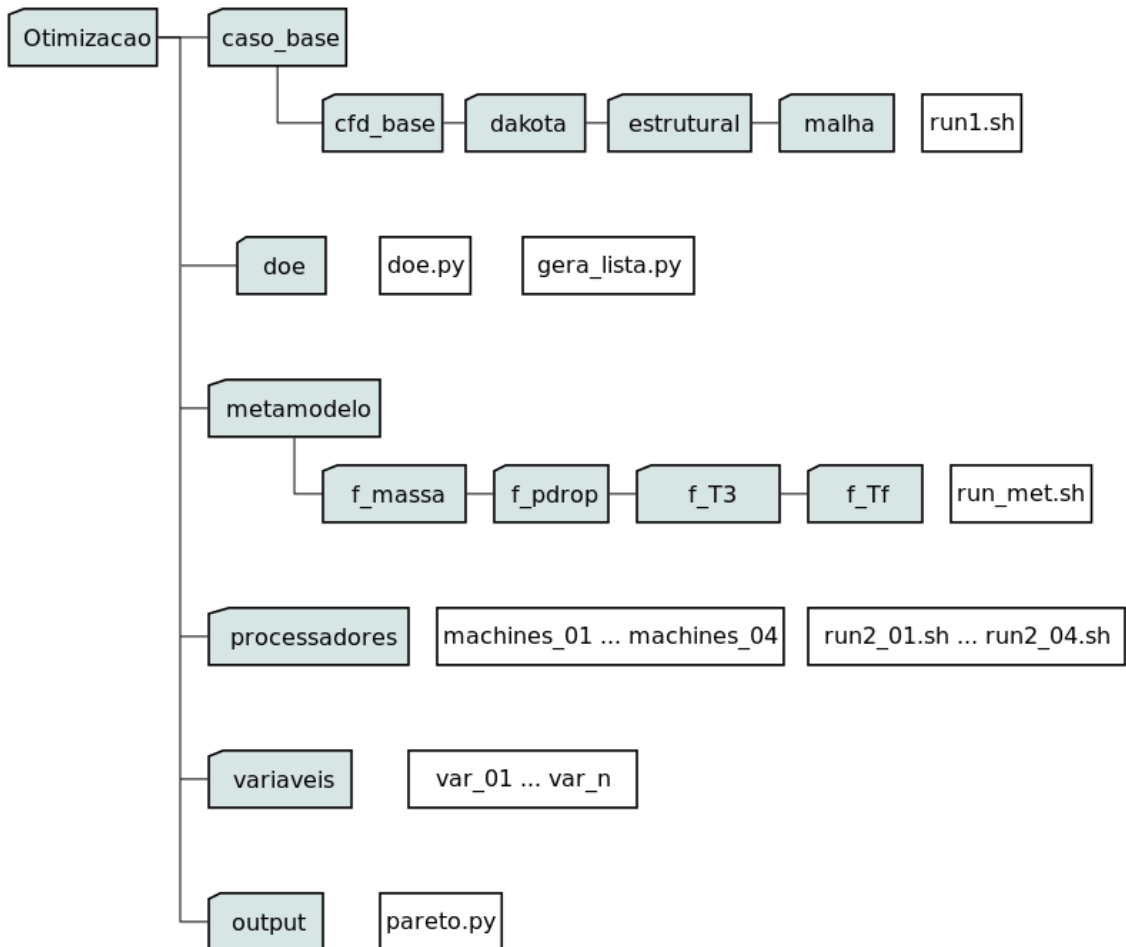 Otimizacao caso_base
cfd_base dakota estrutural malha run1.sh
doe doe.py gera_lista.py
metamodelo
f_massa f_pdrop f_T3 f_Tf run_met.sh
processadores machines_01 ... machines_04 run2_01.sh ... run2_04.sh
variaveis var_01 ... var_n
output pareto.py